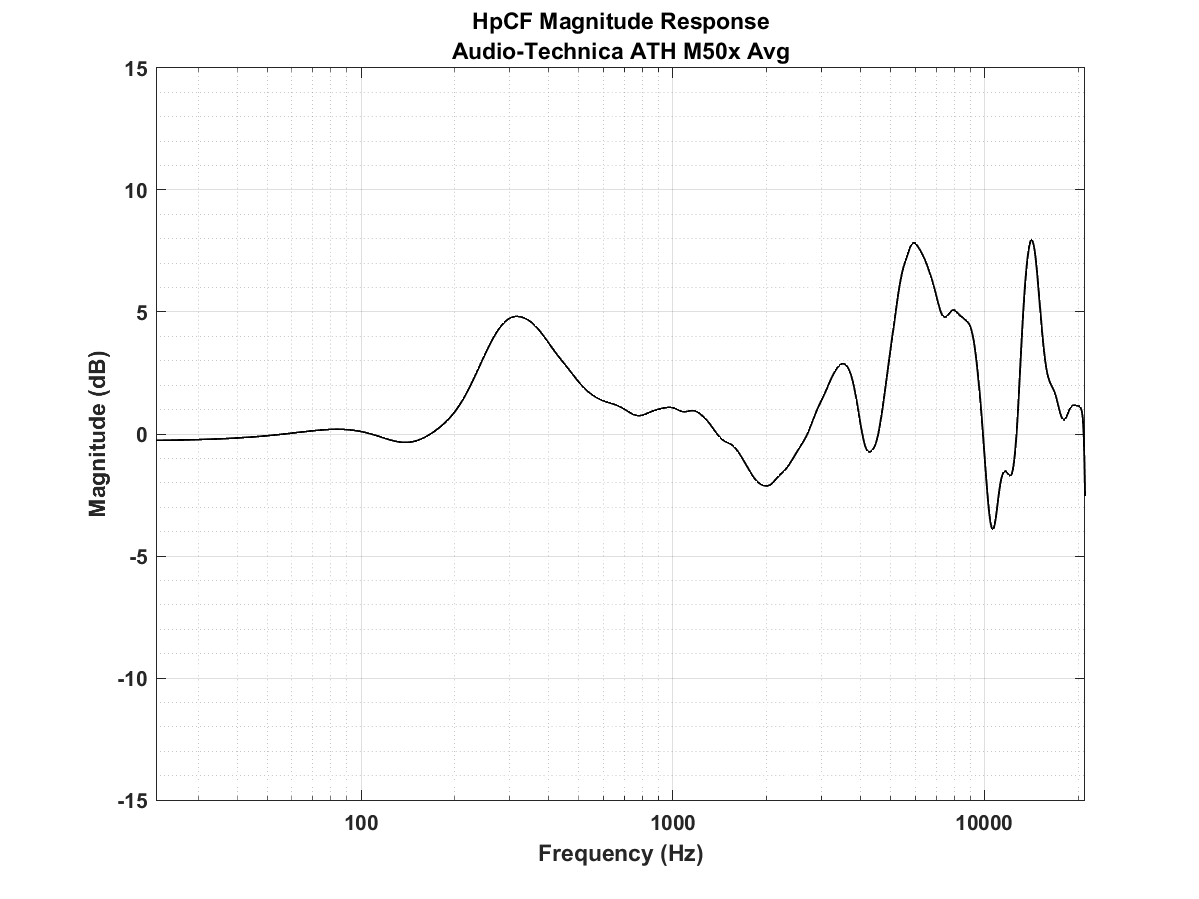 HpCF Magnitude Response
Audio-Technica ATH M50x Avg
15
10
5
0
-5
-10
-15
Magnitude (dB)
100
1000
10000
Frequency (Hz)